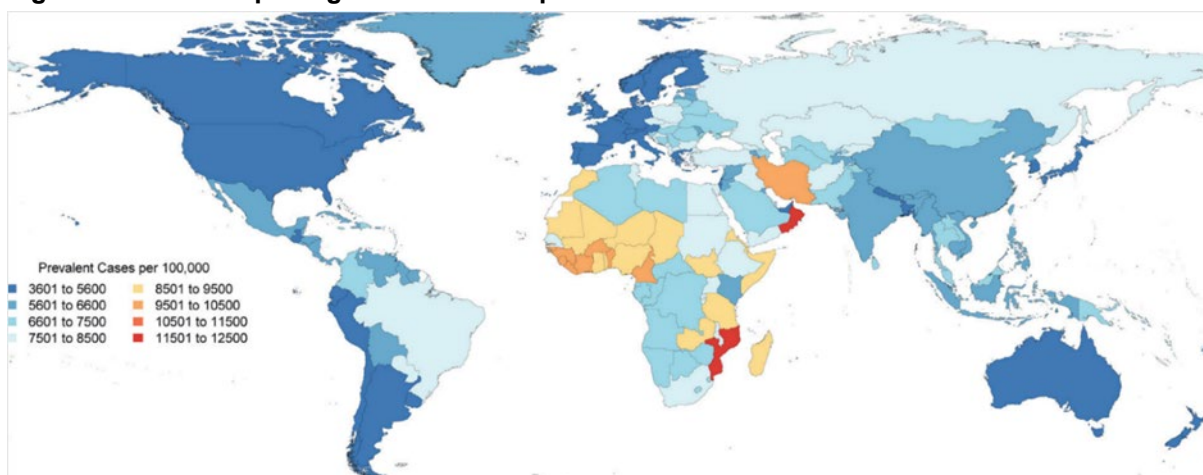 Prevalent Cases per 100,000
3601 to 5600
8501 to 9500
5601 to 6600
9501 to 10500
6601 to 7500
10501 to 11500
7501 to 8500
11501 to 12500